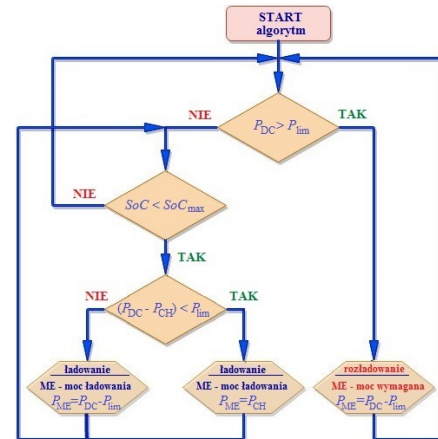 START
algorytm
NIE
TAK
P_DC > P_lim
NIE
SoC < SoC_max
TAK
NIE
TAK
(P_DC - P_CH) < P_lim
ładowanie
ME - moc ładowania
P_ME=P_DC-P_lim
ładowanie
ME - moc ładowania
P_ME=P_CH
rozładowanie
ME - moc wymagana
P_ME=P_DC-P_lim